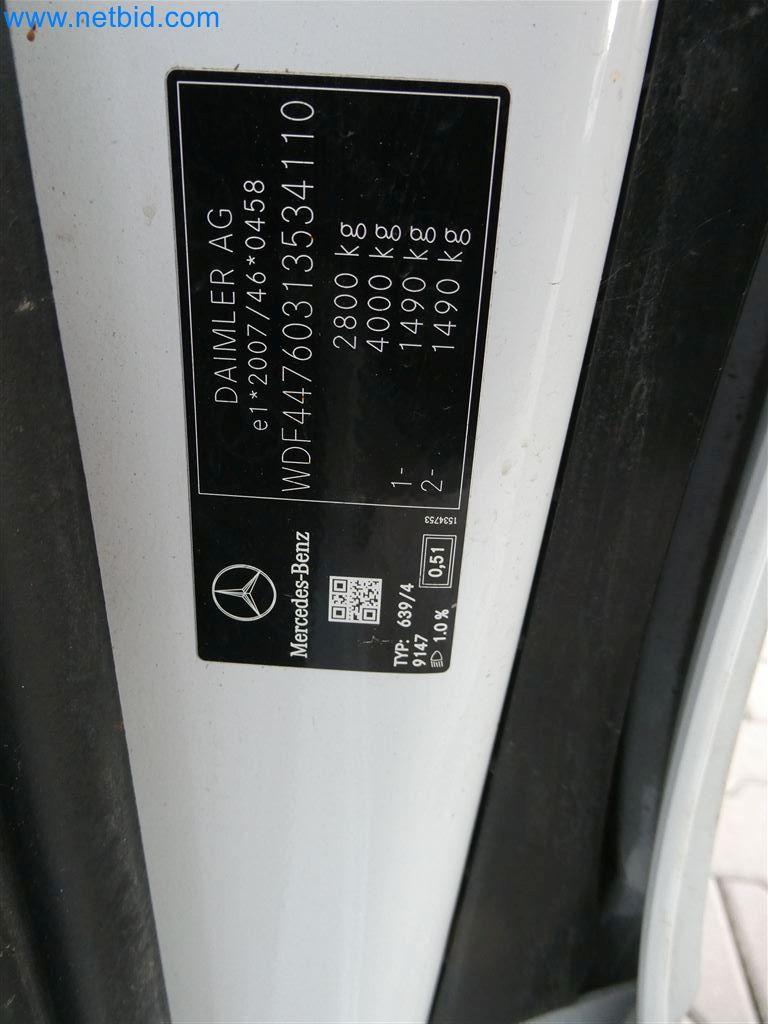 www.netbid.com
DAIMLER AG
e1*2007/46*0458
WDF44760313534110
2800 kg
4000 kg
1- 1490 kg
2- 1490 kg
Mercedes-Benz
TYP: 639/4
9147
1.0 %
0,51
1534753